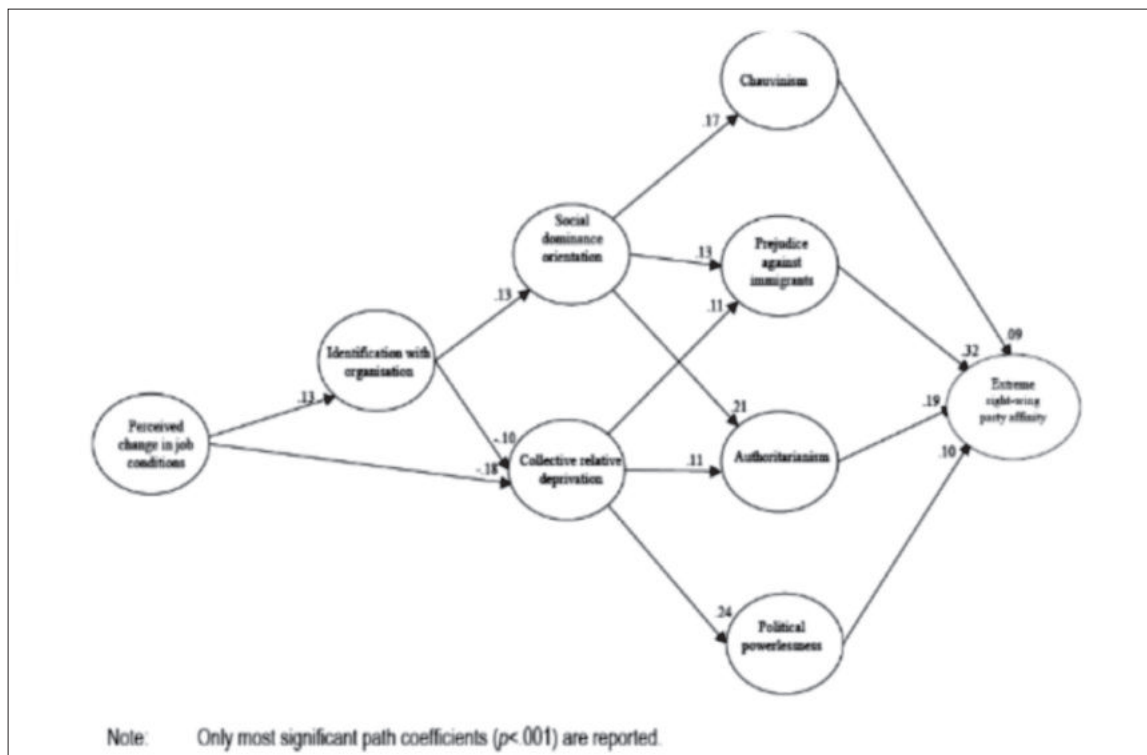 Chauvinism
.17
Social
dominance
orientation
.13
Prejudice
against
immigrants
.13
.11
Identification with
organisation
.09
.32
Extreme
right-wing
party affinity
.13
Perceived
change in job
conditions
-.10
-.18
Collective relative
deprivation
.21
.11
Authoritarianism
.19
.10
.24
Political
powerlessness
Note: Only most significant path coefficients (p<.001) are reported.